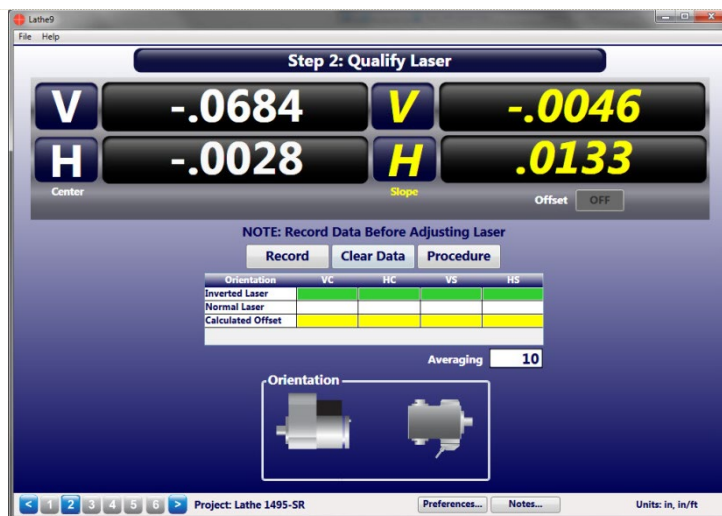 Lathe9
File Help
Step 2: Qualify Laser
V -.0684 V -.0046
H -.0028 H .0133
Center Slope Offset OFF
NOTE: Record Data Before Adjusting Laser
Record Clear Data Procedure
Orientation VC HC VS HS
Inverted Laser
Normal Laser
Calculated Offset
Averaging 10
Orientation
< 1 2 3 4 5 6 > Project: Lathe 1495-SR Preferences... Notes... Units: in, in/ft